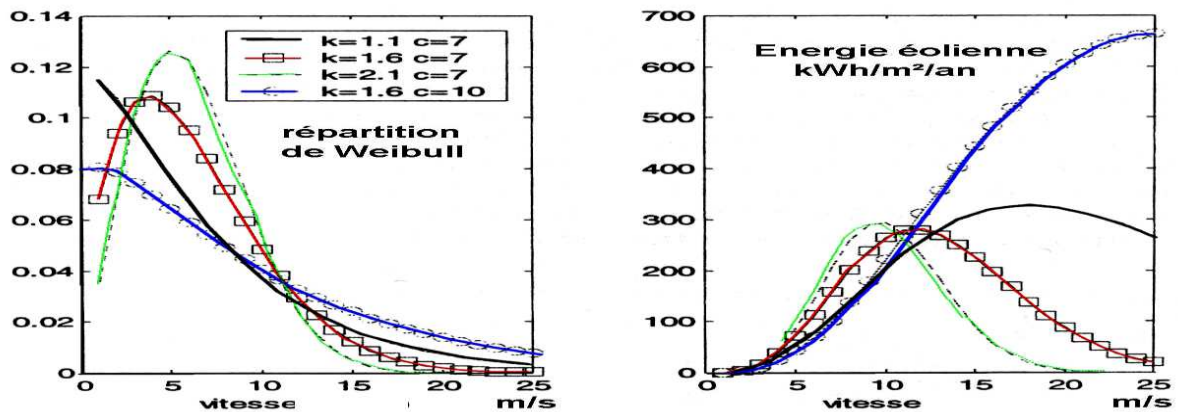 0.14
0.12
0.1
0.08
0.06
0.04
0.02
0
k=1.1 c=7
k=1.6 c=7
k=2.1 c=7
k=1.6 c=10
répartition
de Weibull
0 5 10 15 20 25
vitesse m/s
700
600
500
400
300
200
100
0
Energie éolienne
kWh/m²/an
0 5 10 15 20 25
vitesse m/s